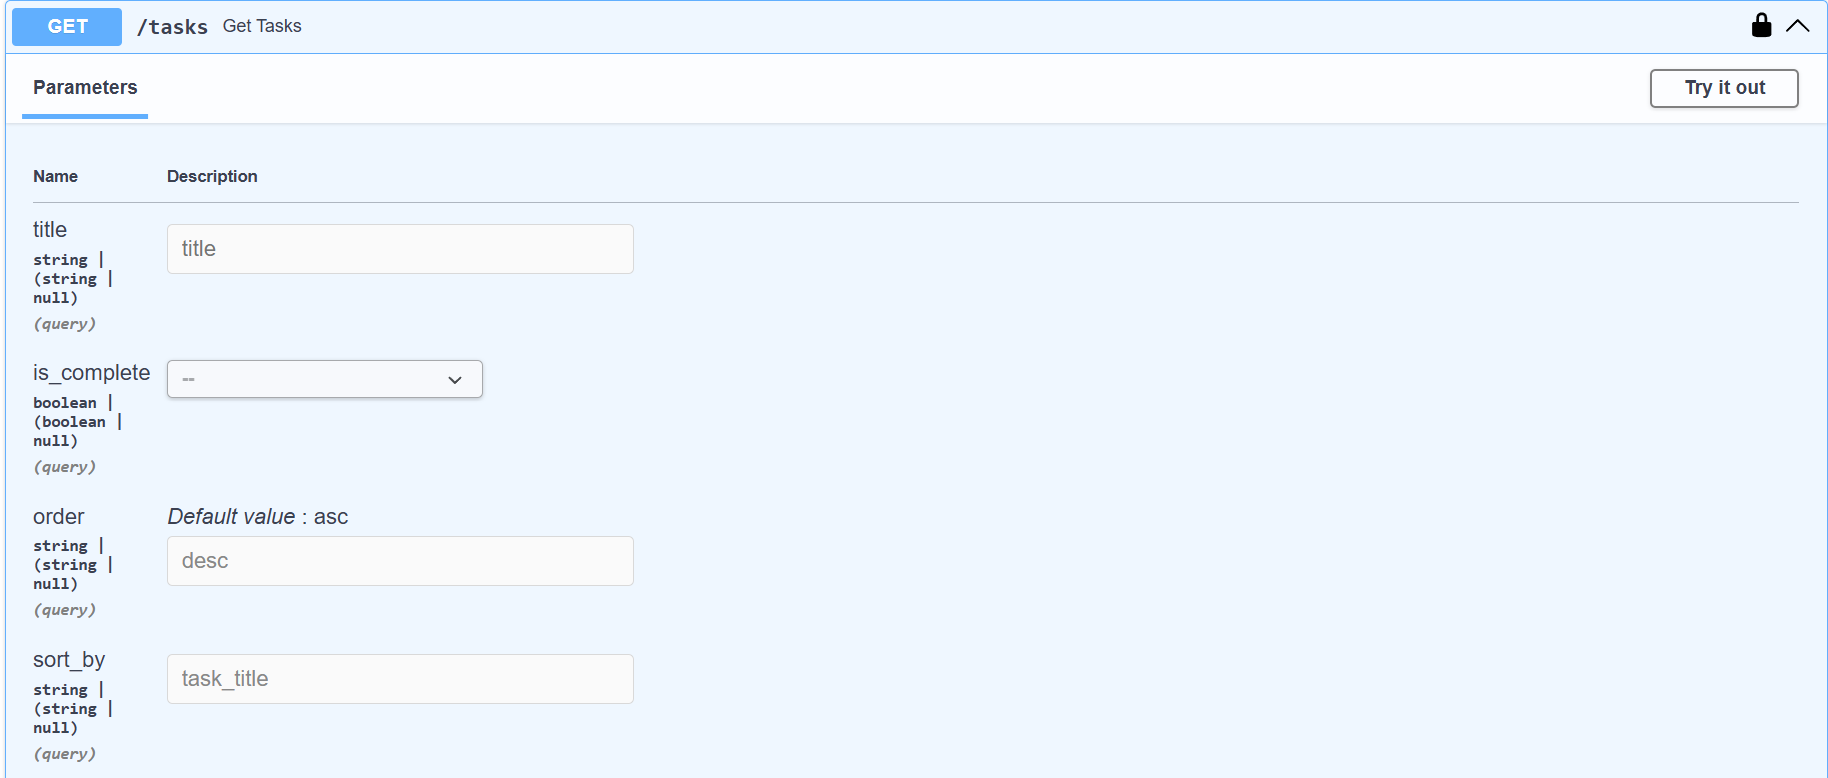 GET /tasks Get Tasks
Parameters
Try it out
Name Description
title
string |
(string |
null)
(query)
title
is_complete
boolean |
(boolean |
null)
(query)
--
order
string |
(string |
null)
(query)
Default value : asc
desc
sort_by
string |
(string |
null)
(query)
task_title